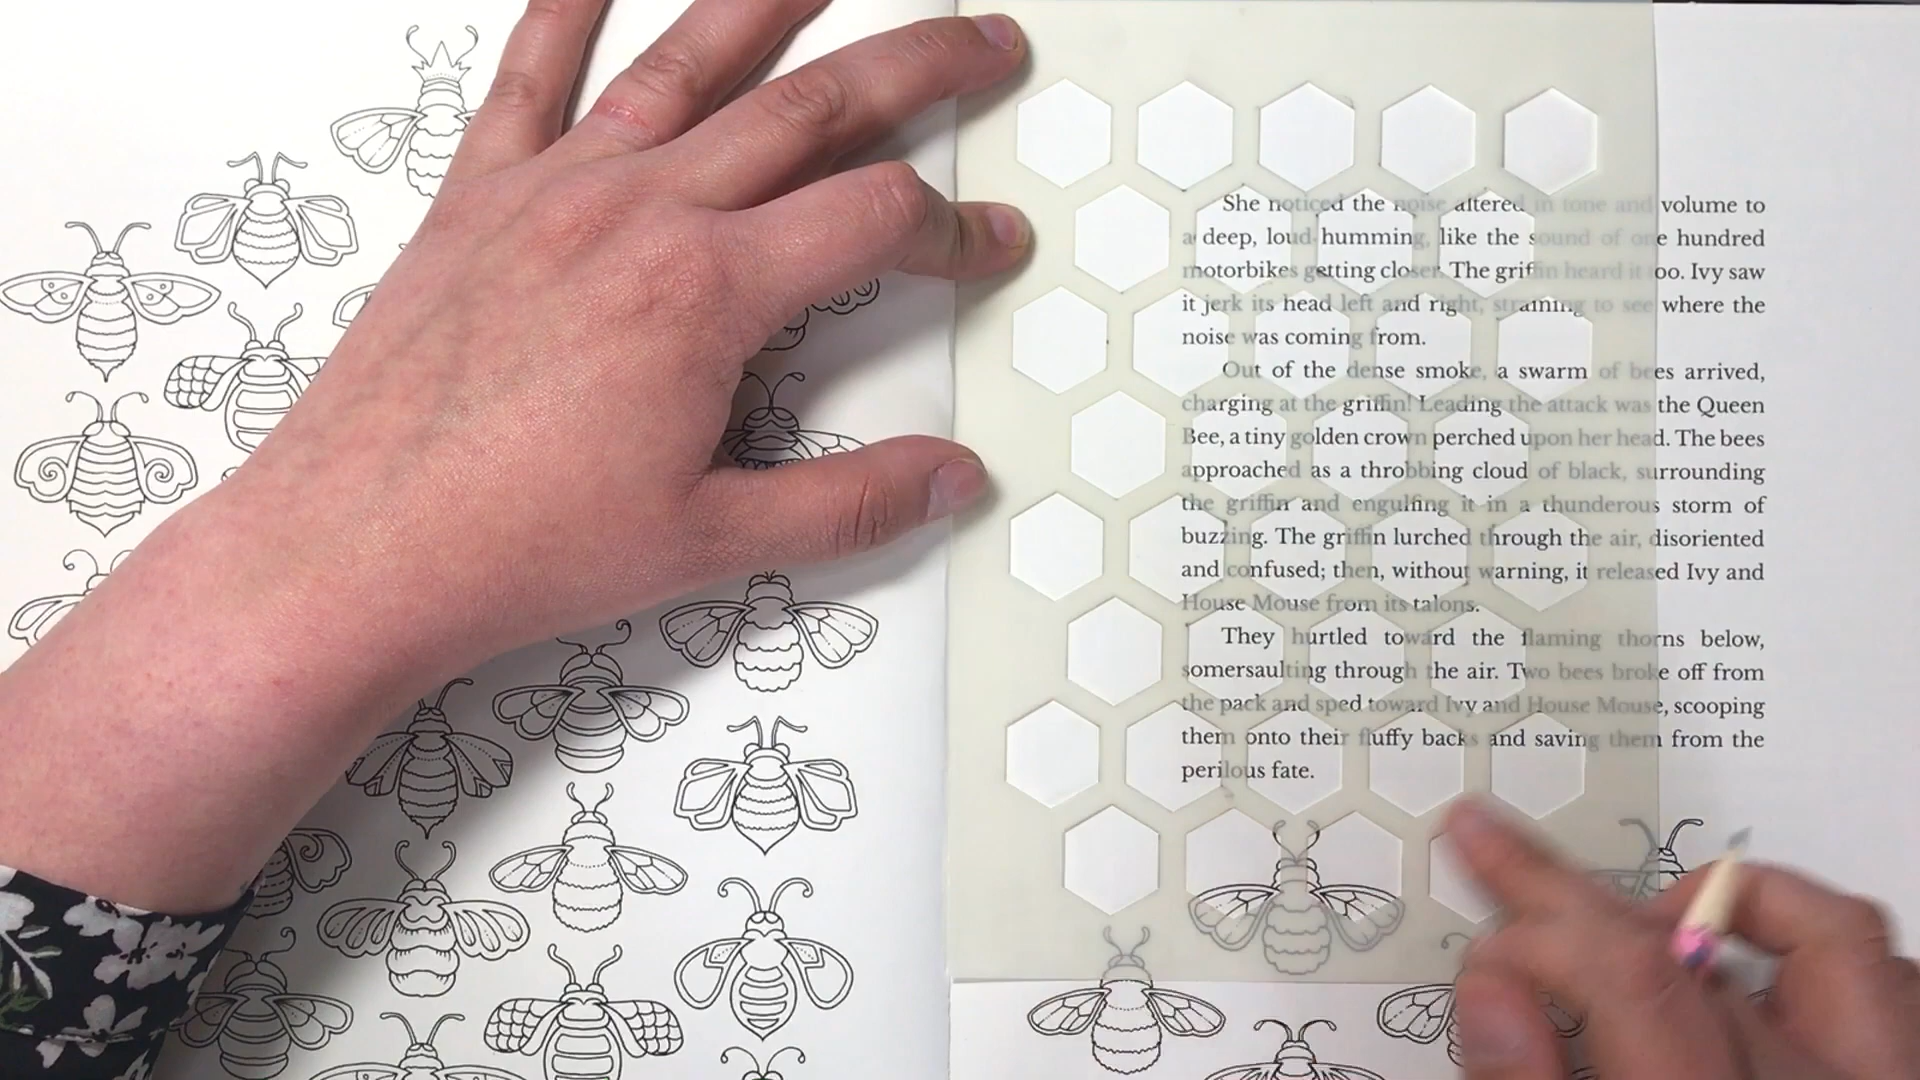 She noticed the noise altered in tone and volume to
a deep, loud humming, like the sound of one hundred
motorbikes getting closer. The griffin heard it too. Ivy saw
it jerk its head left and right, straining to see where the
noise was coming from.
Out of the dense smoke, a swarm of bees arrived,
charging at the griffin! Leading the attack was the Queen
Bee, a tiny golden crown perched upon her head. The bees
approached as a throbbing cloud of black, surrounding
the griffin and engulfing it in a thunderous storm of
buzzing. The griffin lurched through the air, disoriented
and confused; then, without warning, it released Ivy and
House Mouse from its talons.
They hurtled toward the flaming thorns below,
somersaulting through the air. Two bees broke off from
the pack and sped toward Ivy and House Mouse, scooping
them onto their fluffy backs and saving them from the
perilous fate.